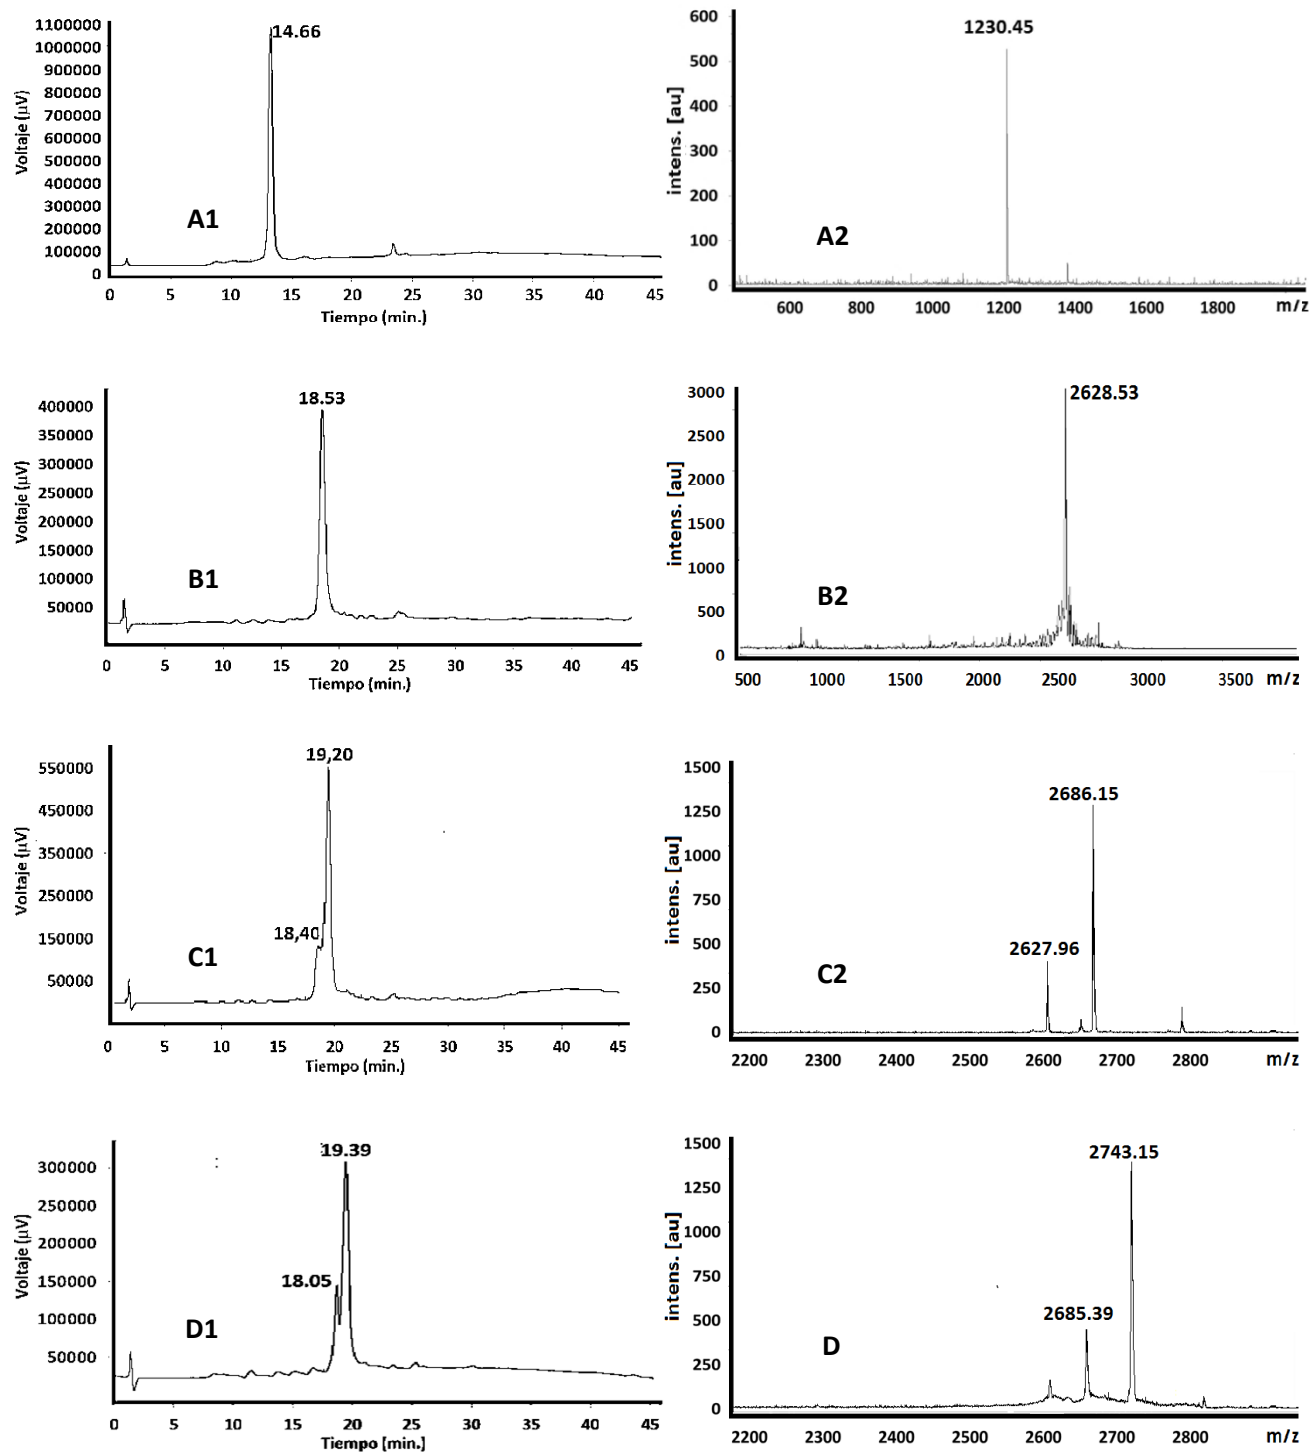 1100000
1000000
900000
800000
700000
600000
500000
400000
300000
200000
100000
0
Voltaje (µV)
14.66
A1
0 5 10 15 20 25 30 35 40 45
Tiempo (min.)
600
500
400
300
200
100
0
intens. [au]
1230.45
A2
600 800 1000 1200 1400 1600 1800 m/z
400000
350000
300000
250000
200000
150000
100000
50000
Voltaje (µV)
18.53
B1
0 5 10 15 20 25 30 35 40 45
Tiempo (min.)
3000
2500
2000
1500
1000
500
0
intens. [au]
2628.53
B2
500 1000 1500 2000 2500 3000 3500 m/z
550000
450000
350000
250000
150000
50000
Voltaje (µV)
19,20
18,40
C1
0 5 10 15 20 25 30 35 40 45
Tiempo (min.)
1500
1250
1000
750
500
250
0
intens. [au]
2686.15
2627.96
C2
2200 2300 2400 2500 2600 2700 2800 m/z
300000
250000
200000
150000
100000
50000
Voltaje (µV)
19.39
18.05
D1
0 5 10 15 20 25 30 35 40 45
Tiempo (min.)
1500
1250
1000
750
500
250
0
intens. [au]
2743.15
2685.39
D
2200 2300 2400 2500 2600 2700 2800 m/z